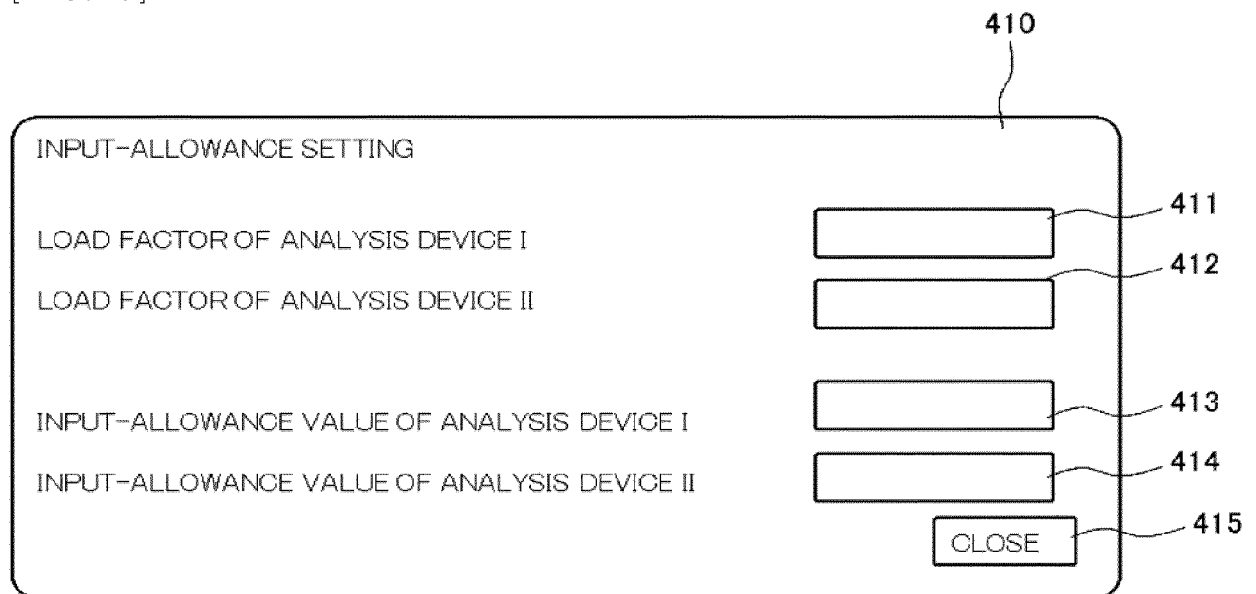 410
INPUT-ALLOWANCE SETTING
LOAD FACTOR OF ANALYSIS DEVICE I
411
LOAD FACTOR OF ANALYSIS DEVICE II
412
INPUT-ALLOWANCE VALUE OF ANALYSIS DEVICE I
413
INPUT-ALLOWANCE VALUE OF ANALYSIS DEVICE II
414
CLOSE
415